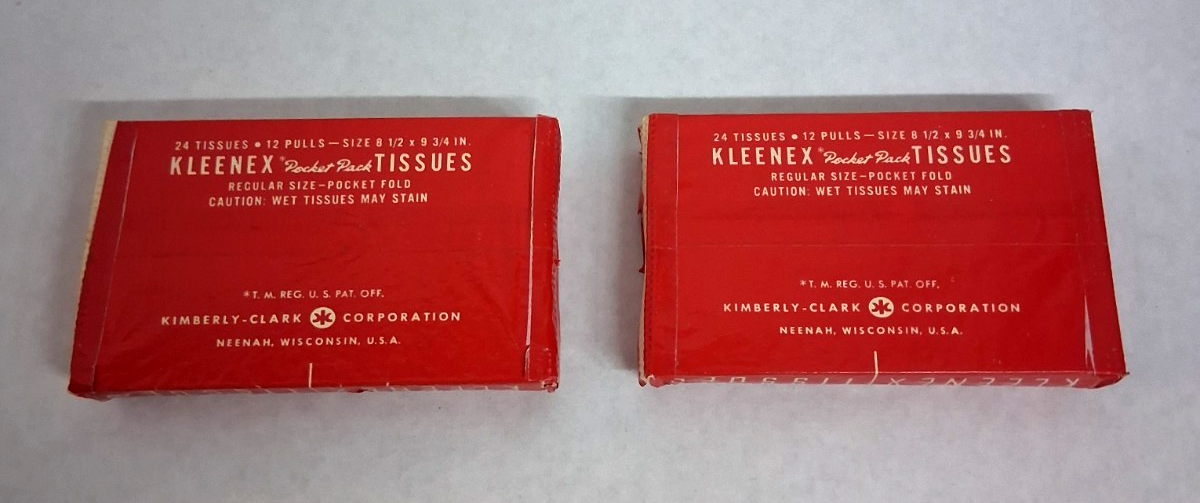 24 TISSUES • 12 PULLS — SIZE 8 1/2 x 9 3/4 IN.
KLEENEX * Pocket Pack TISSUES
REGULAR SIZE-POCKET FOLD
CAUTION: WET TISSUES MAY STAIN
*T. M. REG. U. S. PAT. OFF.
KIMBERLY-CLARK CORPORATION
NEENAH, WISCONSIN, U.S.A.
24 TISSUES • 12 PULLS — SIZE 8 1/2 x 9 3/4 IN.
KLEENEX * Pocket Pack TISSUES
REGULAR SIZE-POCKET FOLD
CAUTION: WET TISSUES MAY STAIN
*T. M. REG. U. S. PAT. OFF.
KIMBERLY-CLARK CORPORATION
NEENAH, WISCONSIN, U.S.A.
KLEENEX TISSUES